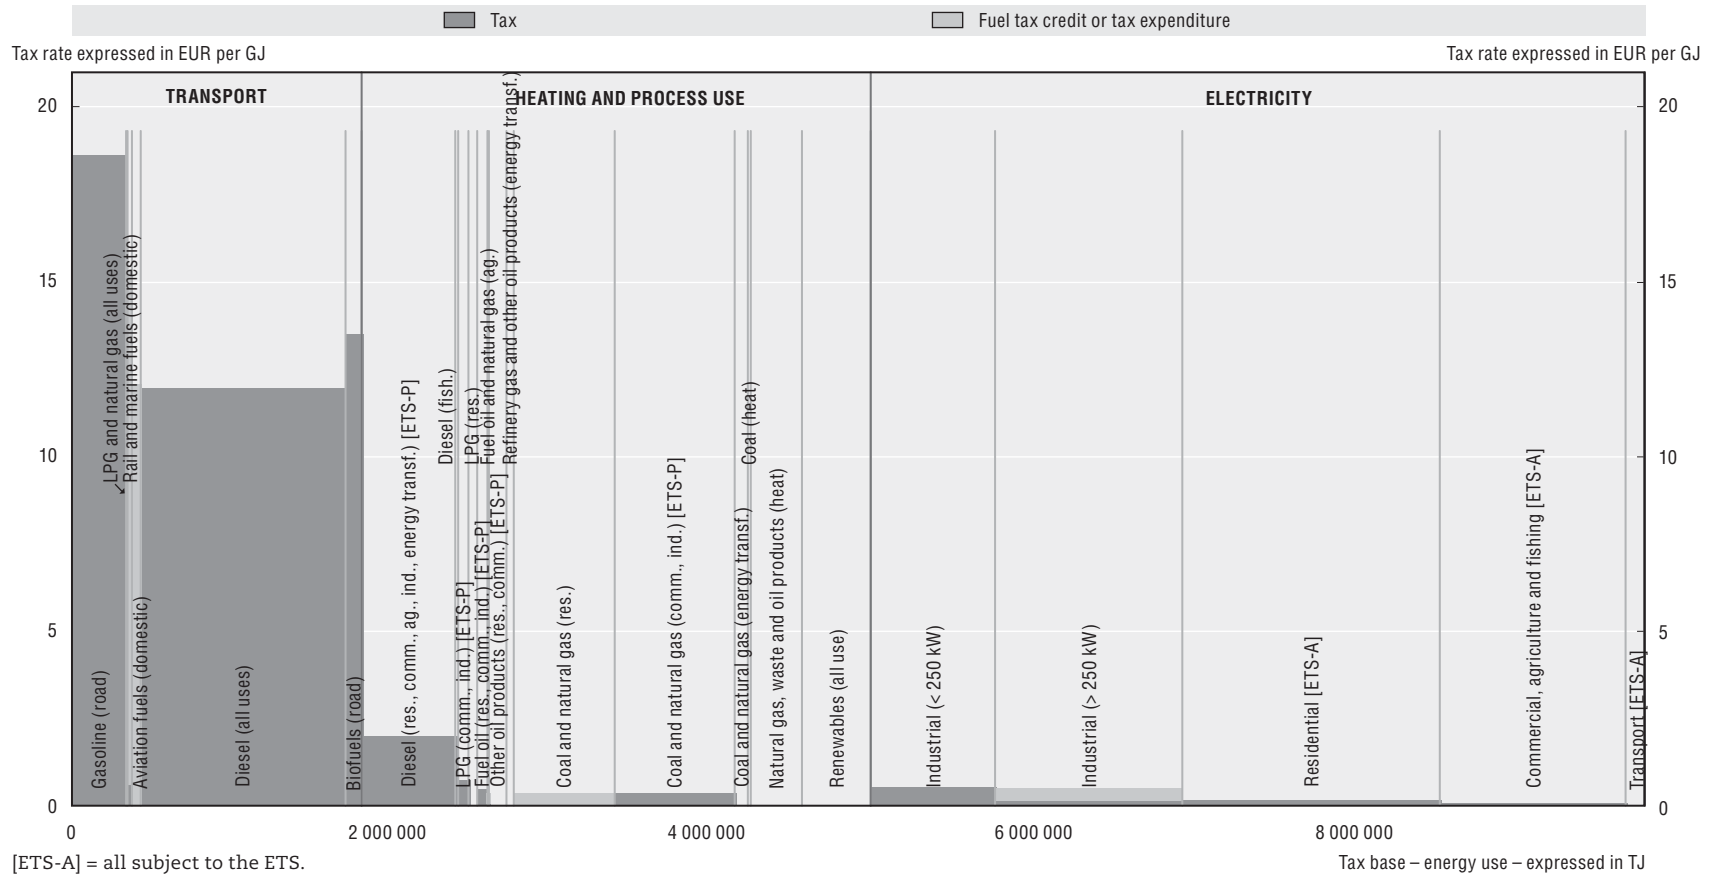 Tax
Fuel tax credit or tax expenditure
Tax rate expressed in EUR per GJ
Tax rate expressed in EUR per GJ
TRANSPORT
HEATING AND PROCESS USE
ELECTRICITY
20
15
10
5
0
20
15
10
5
0
Gasoline (road)
LPG and natural gas (all uses)
Rail and marine fuels (domestic)
Aviation fuels (domestic)
Diesel (all uses)
Biofuels (road)
Diesel (res., comm., ag., ind., energy transf.) [ETS-P]
Diesel (fish.)
LPG (comm., ind.) [ETS-P]
LPG (res.)
Fuel oil (res., comm., ind.) [ETS-P]
Fuel oil and natural gas (ag.)
Other oil products (res., comm.) [ETS-P]
Refinery gas and other oil products (energy transf.)
Coal and natural gas (res.)
Coal and natural gas (comm., ind.) [ETS-P]
Coal and natural gas (energy transf.)
Coal (heat)
Natural gas, waste and oil products (heat)
Renewables (all use)
Industrial (< 250 kW)
Industrial (> 250 kW)
Residential [ETS-A]
Commercial, agriculture and fishing [ETS-A]
Transport [ETS-A]
0
2 000 000
4 000 000
6 000 000
8 000 000
[ETS-A] = all subject to the ETS.
Tax base – energy use – expressed in TJ